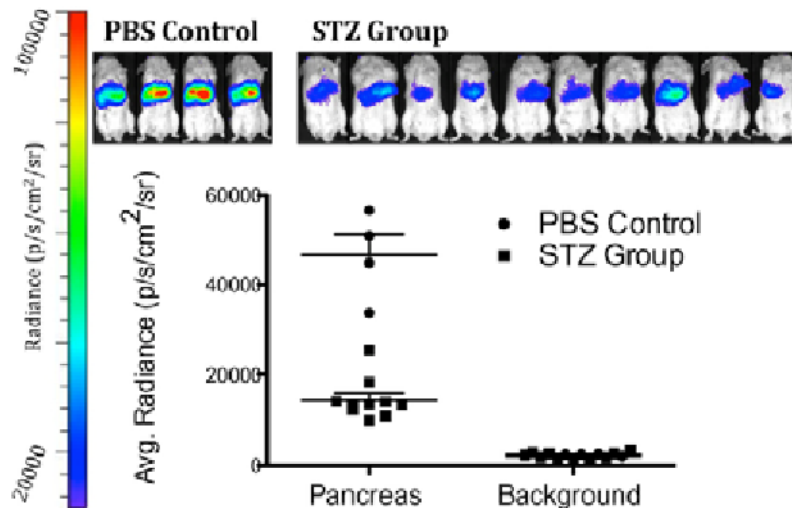 PBS Control
STZ Group
100000
Radiance (p/s/cm²/sr)
20000
Avg. Radiance (p/s/cm²/sr)
60000
40000
20000
0
PBS Control
STZ Group
Pancreas
Background